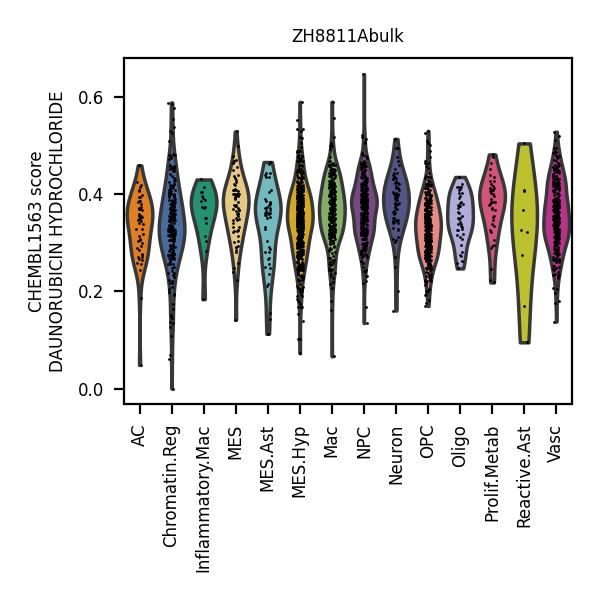 ZH8811Abulk
CHEMBL1563 score
DAUNORUBICIN HYDROCHLORIDE
0.6
0.4
0.2
0.0
AC
Chromatin.Reg
Inflammatory.Mac
MES
MES.Ast
MES.Hyp
Mac
NPC
Neuron
OPC
Oligo
Prolif.Metab
Reactive.Ast
Vasc